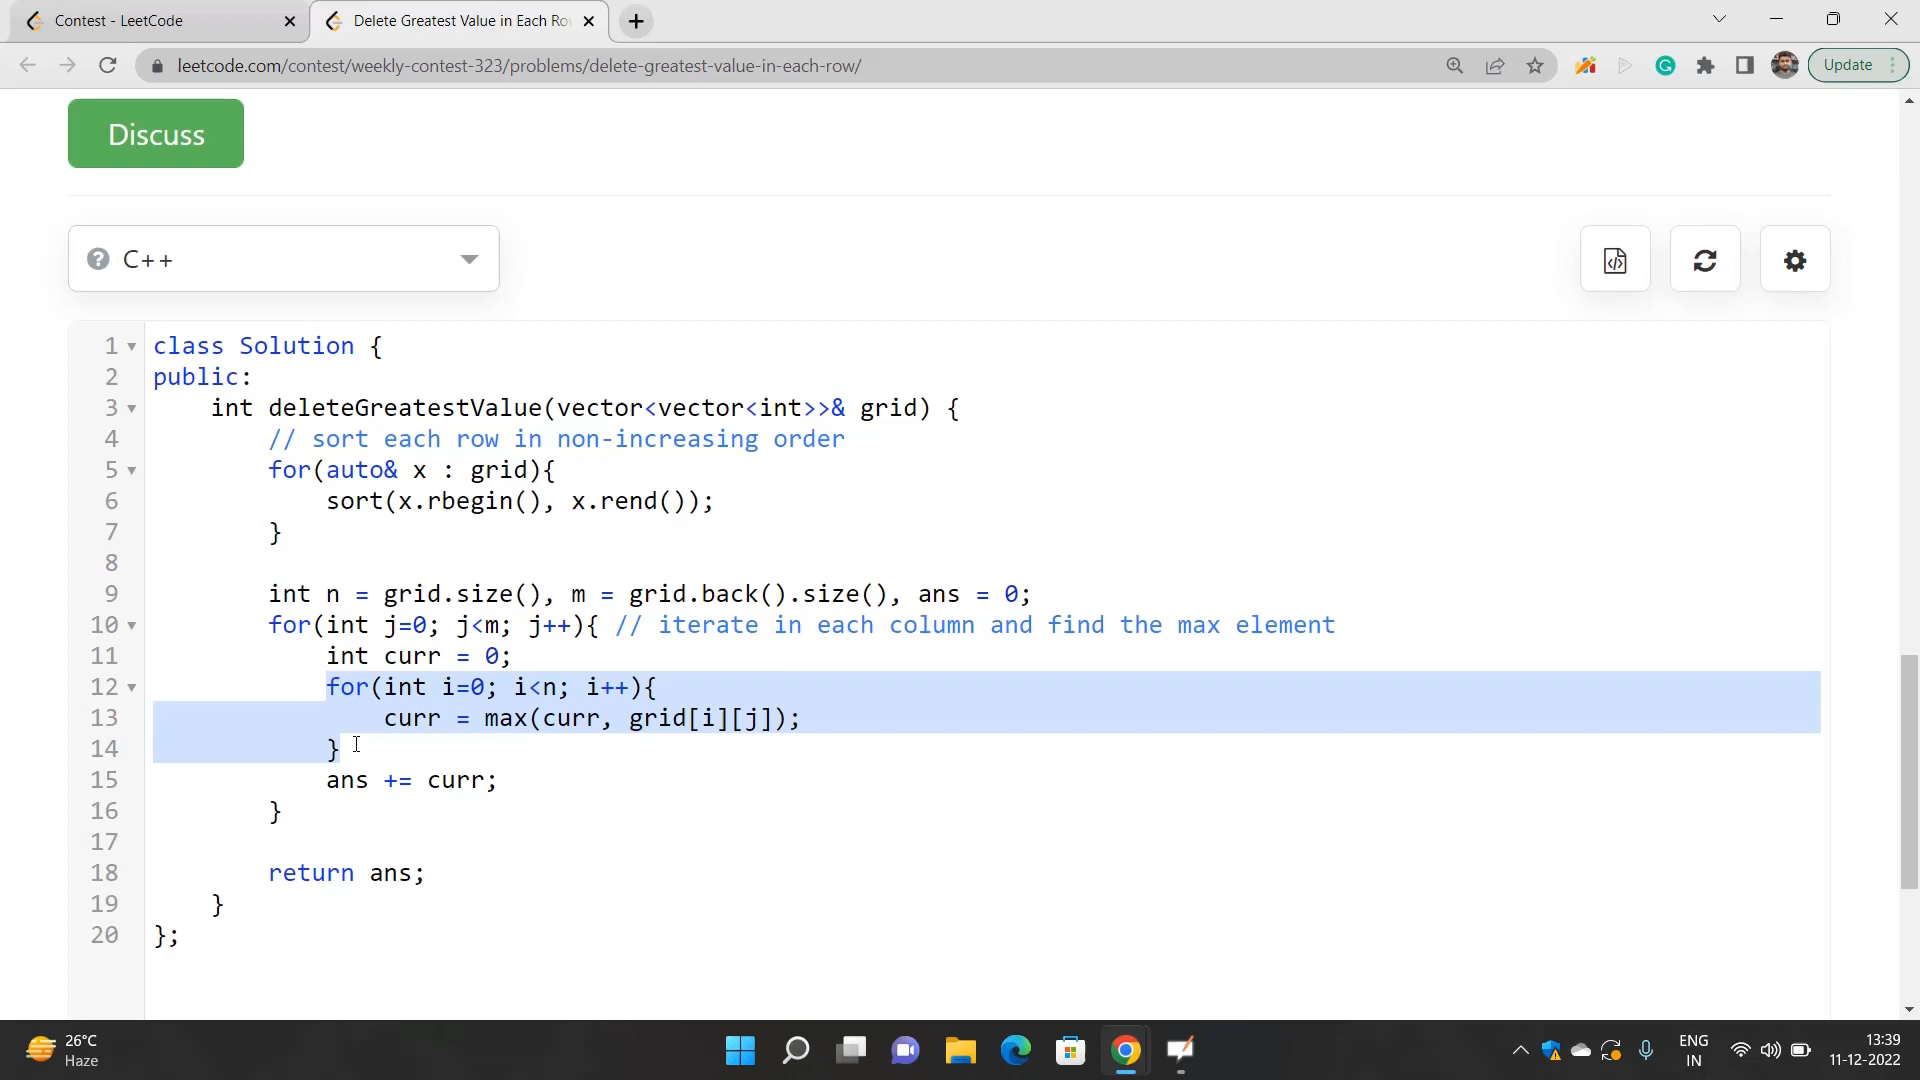 Contest - LeetCode
Delete Greatest Value in Each Ro
leetcode.com/contest/weekly-contest-323/problems/delete-greatest-value-in-each-row/
Update
Discuss
C++
1 class Solution {
2 public:
3 int deleteGreatestValue(vector<vector<int>>& grid) {
4 // sort each row in non-increasing order
5 for(auto& x : grid){
6 sort(x.rbegin(), x.rend());
7 }
8
9 int n = grid.size(), m = grid.back().size(), ans = 0;
10 for(int j=0; j<m; j++){ // iterate in each column and find the max element
11 int curr = 0;
12 for(int i=0; i<n; i++){
13 curr = max(curr, grid[i][j]);
14 }
15 ans += curr;
16 }
17
18 return ans;
19 }
20 };
26°C
Haze
ENG
IN
13:39
11-12-2022